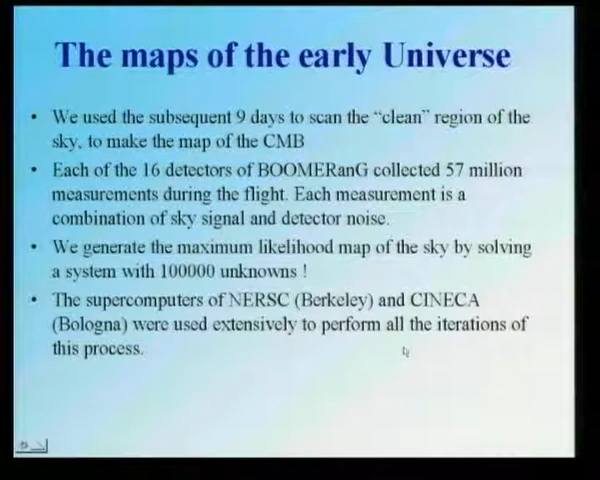 The maps of the early Universe
• We used the subsequent 9 days to scan the “clean” region of the
sky, to make the map of the CMB
• Each of the 16 detectors of BOOMERanG collected 57 million
measurements during the flight. Each measurement is a
combination of sky signal and detector noise.
• We generate the maximum likelihood map of the sky by solving
a system with 100000 unknowns !
• The supercomputers of NERSC (Berkeley) and CINECA
(Bologna) were used extensively to perform all the iterations of
this process.